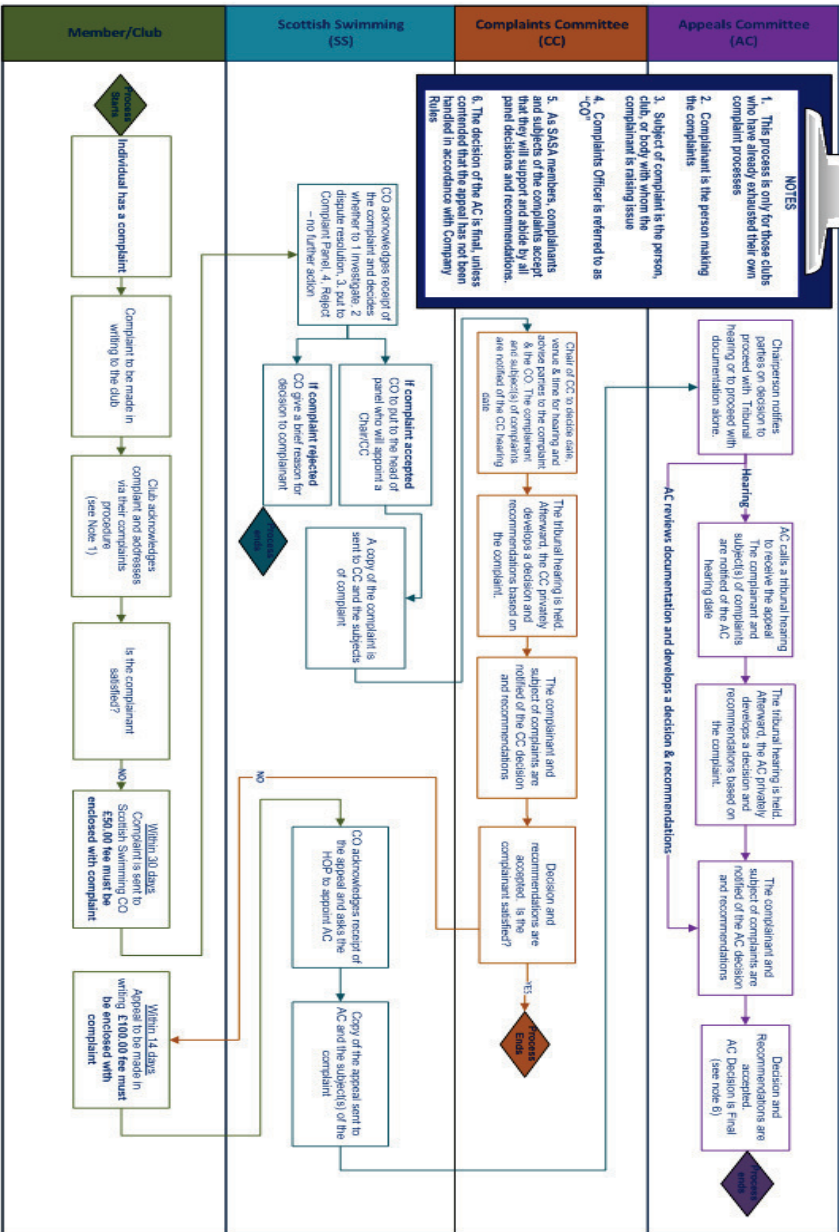 Appeals Committee
(AC)
Complaints Committee
(CC)
Scottish Swimming
(SS)
Member/Club
NOTES
1. This process is only for those clubs
who have already exhausted their own
complaint processes
2. Complainant is the person making
the complaints
3. Subject of complaint is the person,
club, or body with whom the
complainant is raising issue
4. Complaints Officer is referred to as
“CO”
5. As SASA members, complainants
and subjects of the complaints accept
that they will support and abide by all
panel decisions and recommendations.
6. The decision of the AC is final, unless
contended that the appeal has not been
handled in accordance with Company
Rules
Chairperson notifies
parties on decision to
proceed with Tribunal
hearing or to proceed with
documentation alone.
Hearing
AC calls a tribunal hearing
to receive the appeal
The complainant and
subject(s) of complaints
are notified of the AC
hearing date
The tribunal hearing is held.
Afterward, the AC privately
develops a decision and
recommendations based on
the complaint.
The complainant and
subject of complaints are
notified of the AC decision
and recommendations
Decision and
Recommendations are
accepted.
AC Decision is Final
(see note 6)
Process
ends
AC reviews documentation and develops a decision & recommendations
Chair of CC to decide date,
venue & time for hearing and
advise parties to the complaint
& the CO. The complainant
and subject(s) of complaints
are notified of the CC hearing
date
The tribunal hearing is held.
Afterward, the CC privately
develops a decision and
recommendations based on
the complaint.
The complainant and
subject of complaints are
notified of the CC decision
and recommendations
Decision and
recommendations are
accepted. Is the
complainant satisfied?
YES
Process
Ends
NO
CO acknowledges receipt of
the complaint and decides
whether to 1 investigate, 2
dispute resolution, 3. put to
Complaint Panel, 4, Reject
– no further action
If complaint accepted
CO to put to the head of
panel who will appoint a
Chair/CC
If complaint rejected
CO give a brief reason for
decision to complainant
Process
ends
A copy of the complaint is
sent to CC and the subjects
of complaint
CO acknowledges receipt of
the appeal and asks the
HOP to appoint AC
Copy of the appeal sent to
AC and the subject(s) of the
complaint
Process
Starts
Individual has a complaint
Complaint to be made in
writing to the club
Club acknowledges
complaint and addresses
via their complaints
procedure
(see Note 1)
Is the complainant
satisfied?
NO
Within 30 days
Complaint is sent to
Scottish Swimming CO
£50.00 fee must be
enclosed with complaint
Within 14 days
Appeal to be made in
writing £100.00 fee must
be enclosed with
complaint